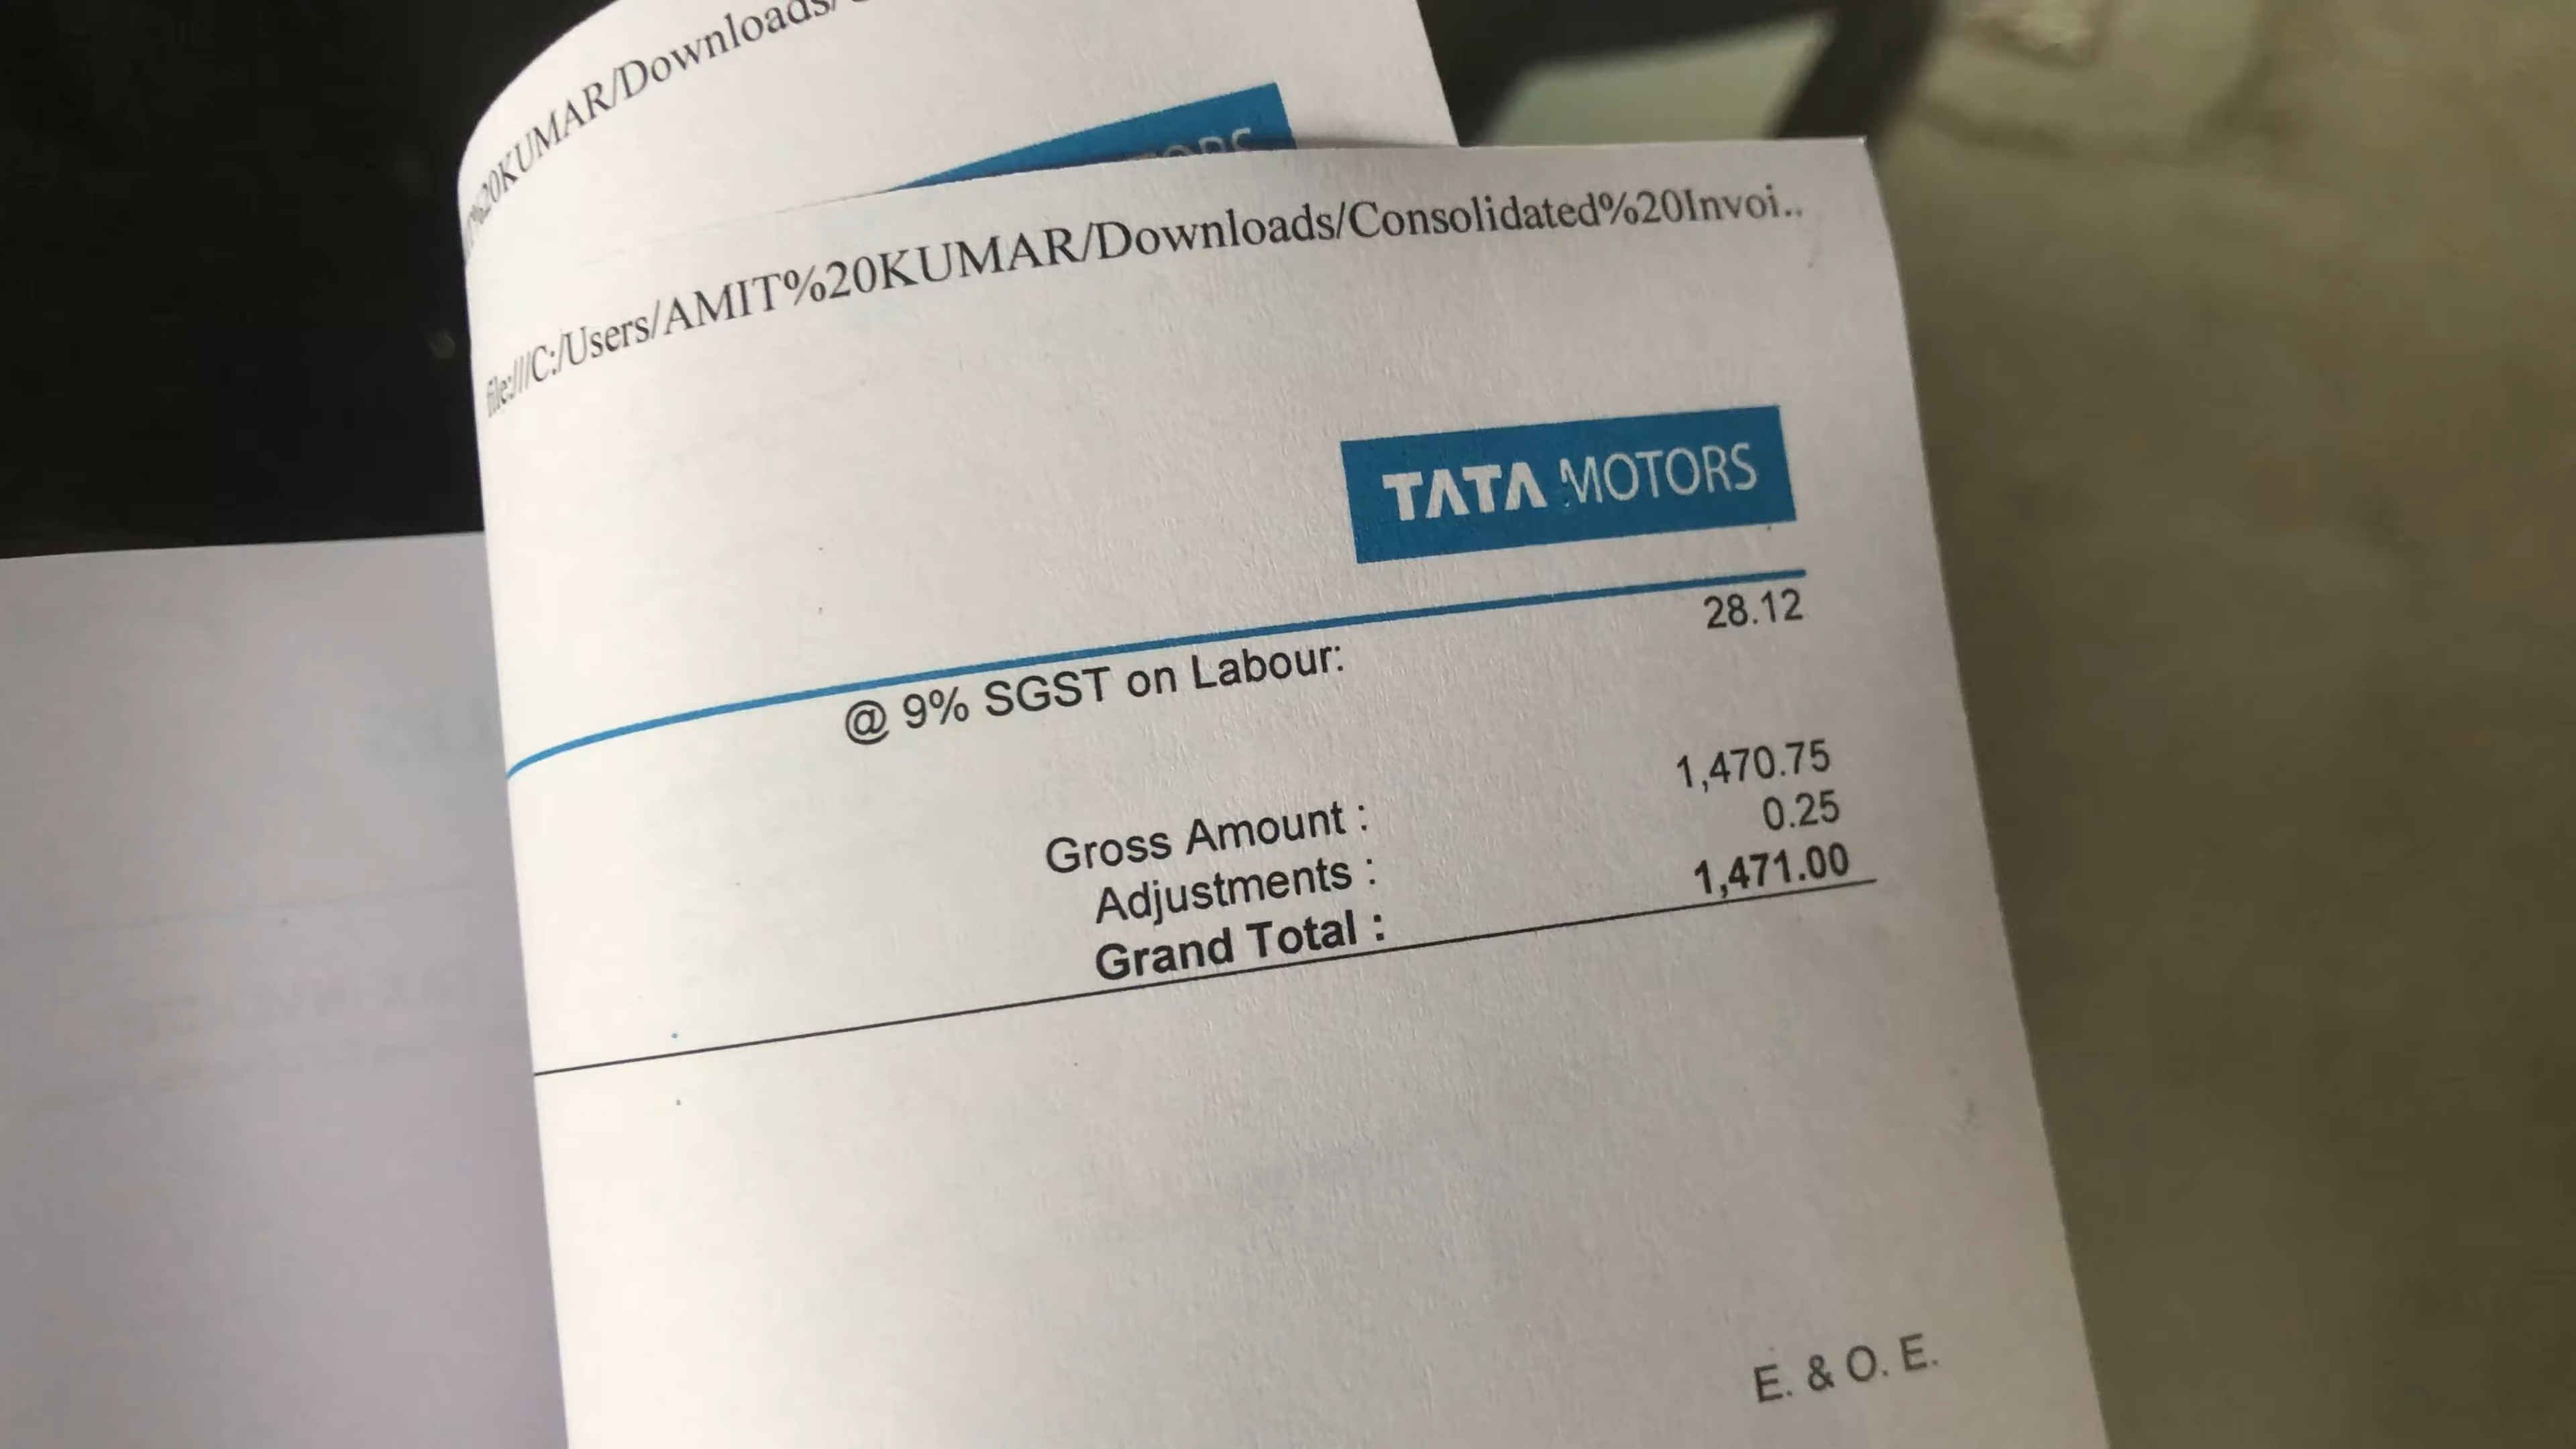 %20KUMAR/Downloads/
file:///C:/Users/AMIT%20KUMAR/Downloads/Consolidated%20Invoi..
TATA MOTORS
@ 9% SGST on Labour: 28.12
Gross Amount : 1,470.75
Adjustments : 0.25
Grand Total : 1,471.00
E. & O. E.